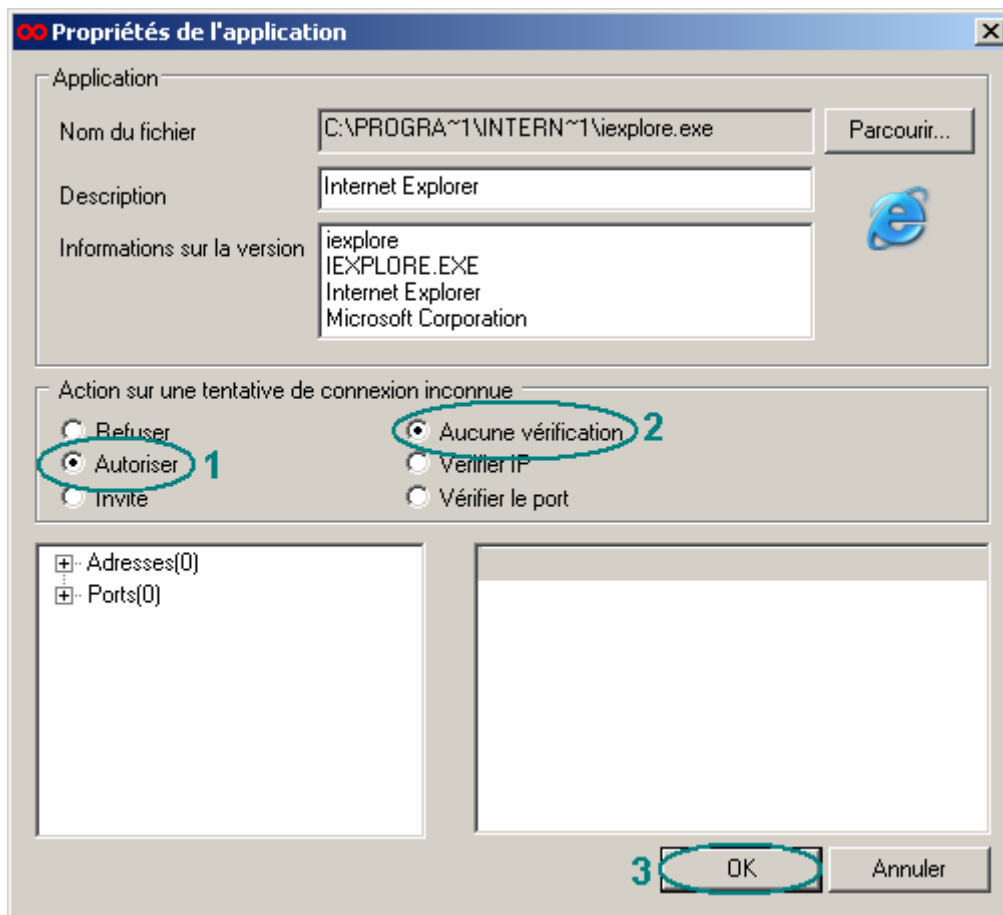 Propriétés de l'application
Application
Nom du fichier
C:\PROGRA~1\INTERN~1\iexplore.exe
Parcourir...
Description
Internet Explorer
Informations sur la version
iexplore
IEXPLORE.EXE
Internet Explorer
Microsoft Corporation
Action sur une tentative de connexion inconnue
Refuser
Aucune vérification 2
Autoriser 1
Vérifier IP
Invité
Vérifier le port
Adresses(0)
Ports(0)
3 OK
Annuler